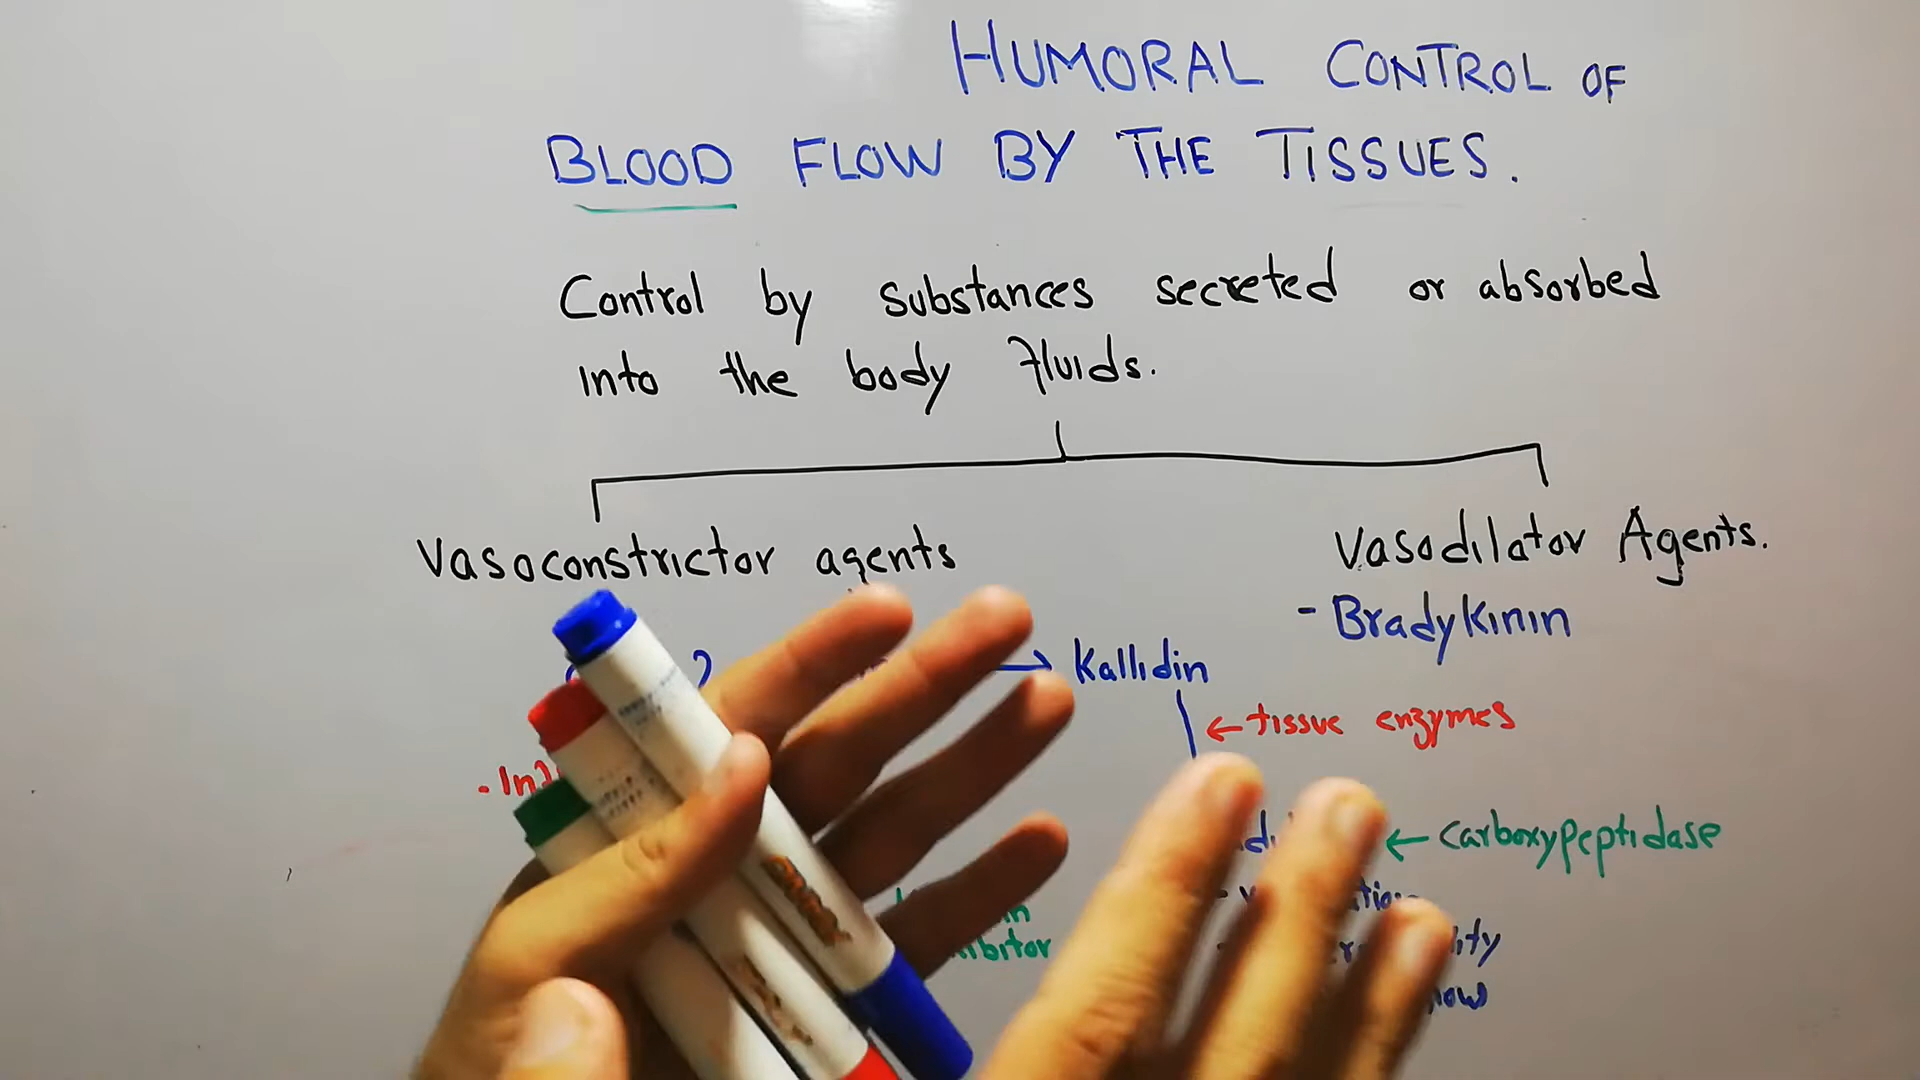 HUMORAL CONTROL OF
BLOOD FLOW BY THE TISSUES.
Control by substances secreted or absorbed
into the body fluids.
Vasoconstrictor agents
Vasodilator Agents.
- Bradykinin
→ Kallidin
← tissue enzymes
← carboxypeptidase